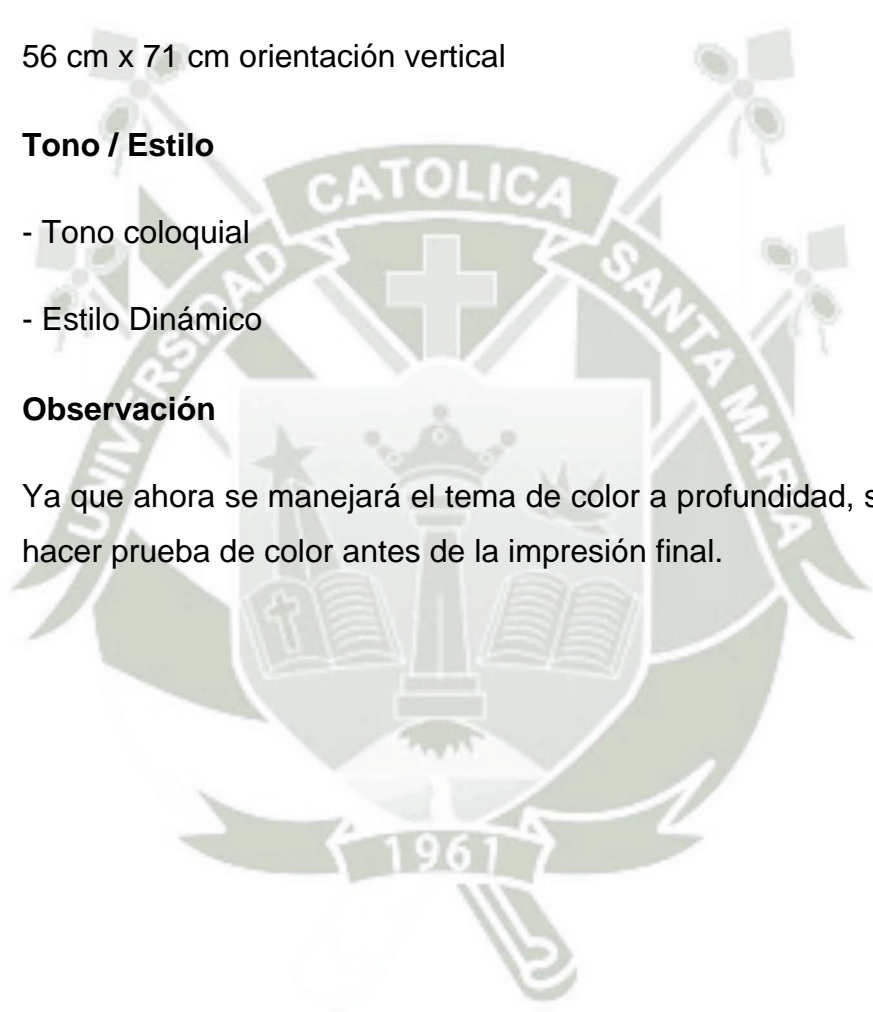 56 cm x 71 cm orientación vertical
Tono / Estilo
- Tono coloquial
- Estilo Dinámico
Observación
Ya que ahora se manejará el tema de color a profundidad,
hacer prueba de color antes de la impresión final.
UNIVERSIDAD CATOLICA SANTA MARIA
1961